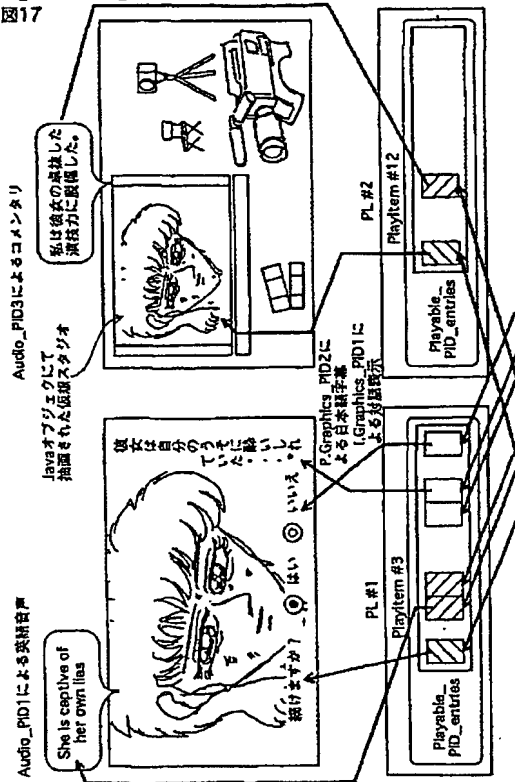 図17
Audio_PID1による英語音声
She is captive of
her own lies
彼女は自分のうそに酔いしれ
ていた・・・・。
続けますか?
はい
いいえ
P.Graphics_PID2に
よる日本語字幕
I.Graphics_PID1に
よる対話表示
PL #1
PlayItem #3
Playable_
PID_entries
Audio_PID3によるコメンタリ
Javaオブジェクにて
描画された仮想スタジオ
私は彼女の卓抜した
演技力に脱帽した。
PL #2
PlayItem #12
Playable_
PID_entries